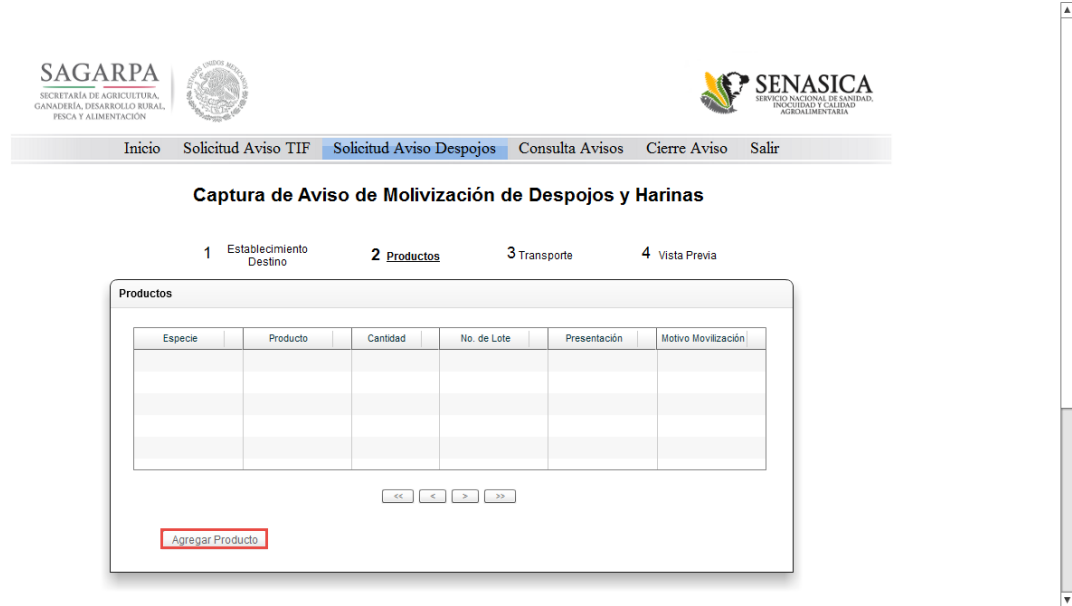 SAGARPA
SECRETARÍA DE AGRICULTURA,
GANADERÍA, DESARROLLO RURAL,
PESCA Y ALIMENTACIÓN
ESTADOS UNIDOS MEXICANOS
SENASICA
SERVICIO NACIONAL DE SANIDAD,
INOCUIDAD Y CALIDAD
AGROALIMENTARIA
Inicio Solicitud Aviso TIF Solicitud Aviso Despojos Consulta Avisos Cierre Aviso Salir
Captura de Aviso de Molivización de Despojos y Harinas
1 Establecimiento
Destino
2 Productos
3 Transporte
4 Vista Previa
Productos
Especie Producto Cantidad No. de Lote Presentación Motivo Movilización
<< < > >>
Agregar Producto